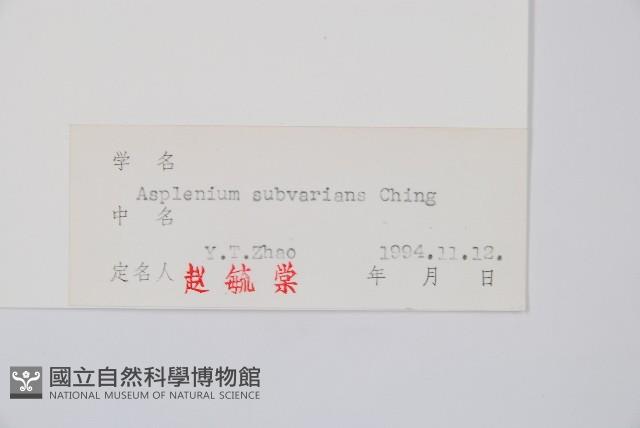 学 名
Asplenium subvarians Ching
中 名
Y.T.Zhao 1994.11.12.
定名人 赵毓棠 年 月 日
國立自然科學博物館
NATIONAL MUSEUM OF NATURAL SCIENCE